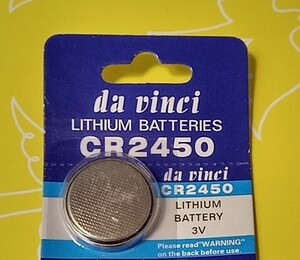 da vinci
LITHIUM BATTERIES
CR2450
da vinci
CR2450
LITHIUM
BATTERY
3V
Please read "WARNING"
on the back before use.